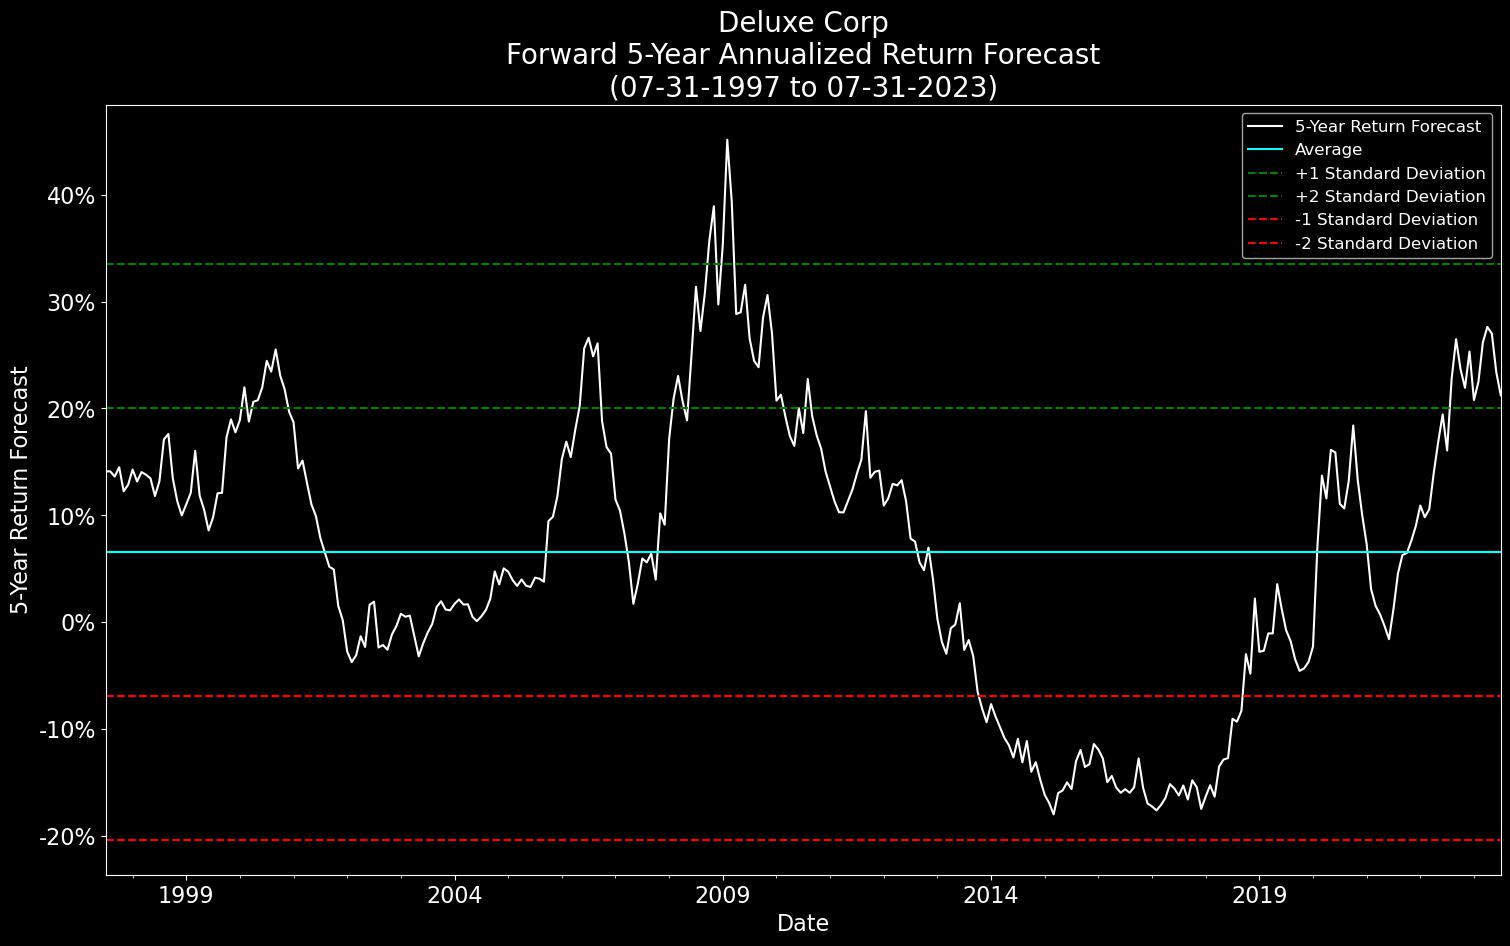 Deluxe Corp
Forward 5-Year Annualized Return Forecast
(07-31-1997 to 07-31-2023)
5-Year Return Forecast
Average
+1 Standard Deviation
+2 Standard Deviation
-1 Standard Deviation
-2 Standard Deviation
5-Year Return Forecast
40%
30%
20%
10%
0%
-10%
-20%
1999
2004
2009
2014
2019
Date